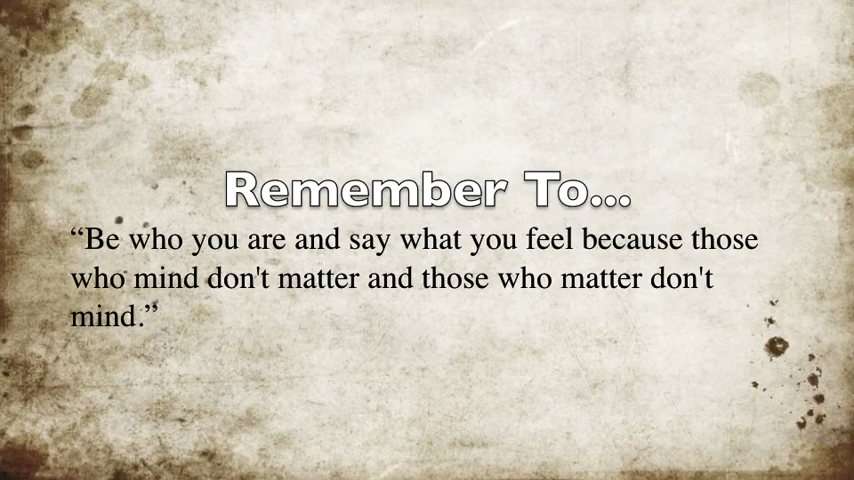 Remember To...
“Be who you are and say what you feel because those
who mind don't matter and those who matter don't
mind.”